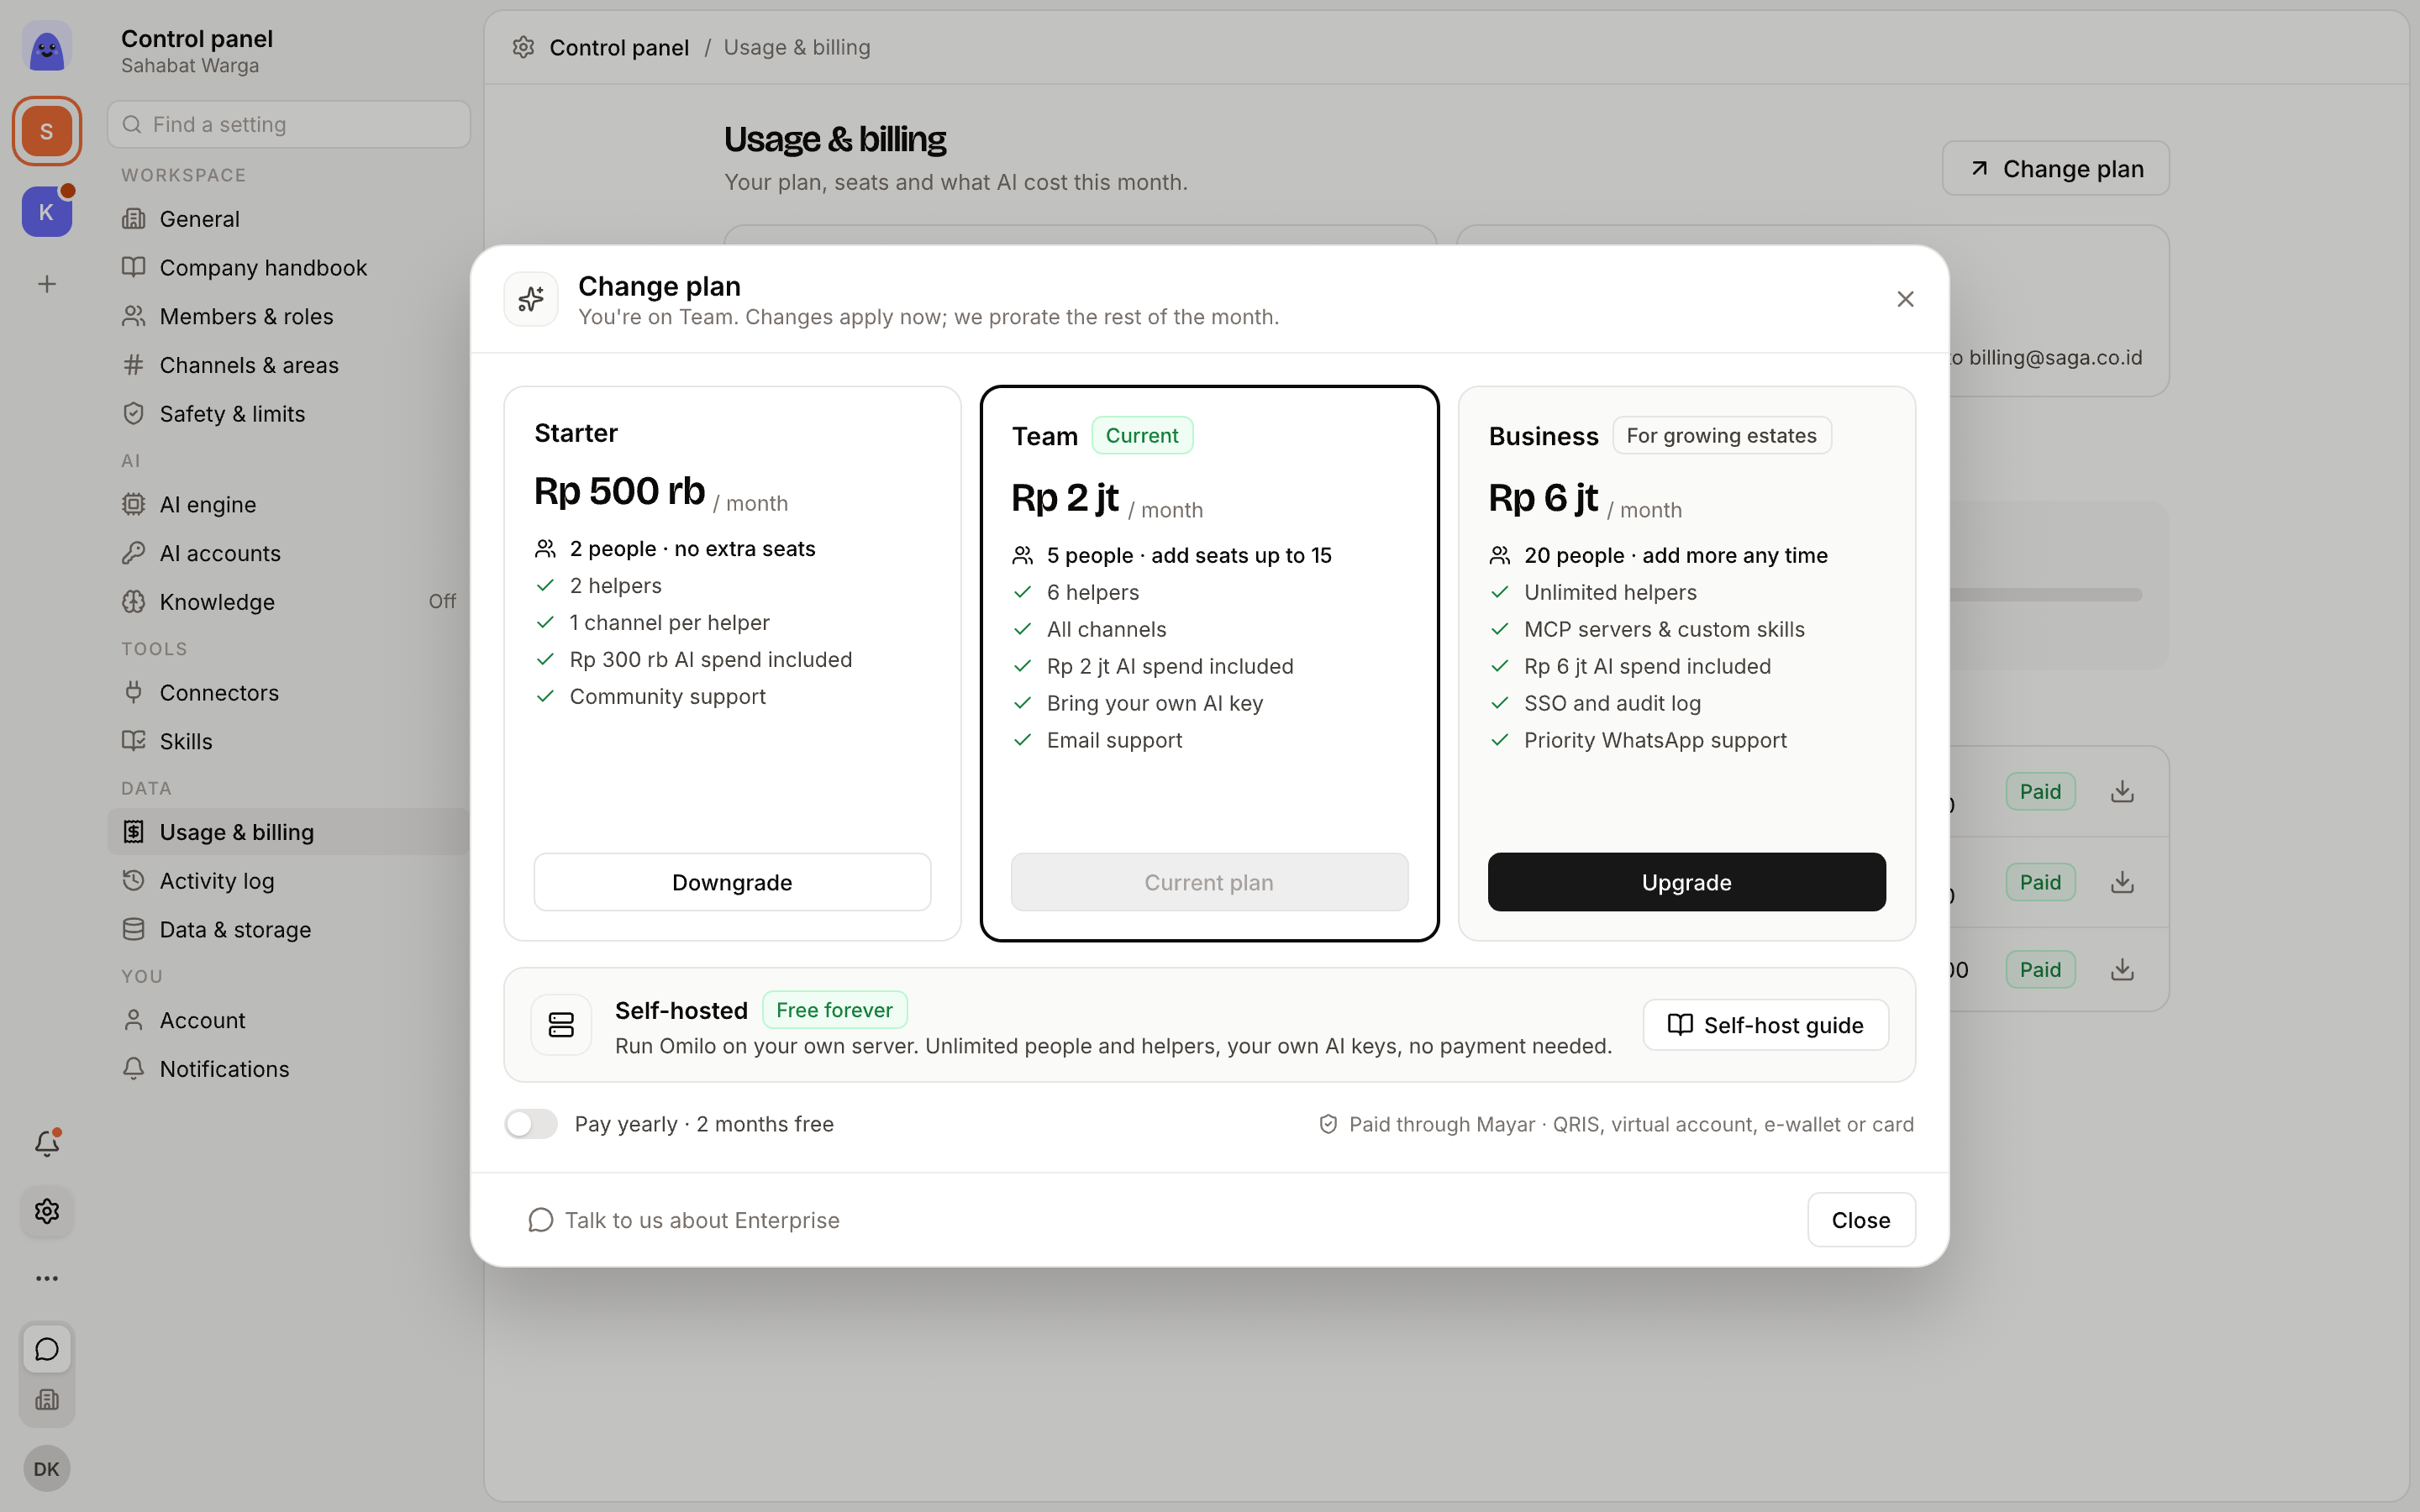 Control panel
Sahabat Warga
S
K
Find a setting
WORKSPACE
General
Company handbook
Members & roles
Channels & areas
Safety & limits
AI
AI engine
AI accounts
Knowledge Off
TOOLS
Connectors
Skills
DATA
Usage & billing
Activity log
Data & storage
YOU
Account
Notifications
DK
Control panel / Usage & billing
Usage & billing
Your plan, seats and what AI cost this month.
Change plan
billing@saga.co.id
Paid
Paid
Paid
Change plan
You're on Team. Changes apply now; we prorate the rest of the month.
Starter
Rp 500 rb / month
2 people · no extra seats
2 helpers
1 channel per helper
Rp 300 rb AI spend included
Community support
Downgrade
Team Current
Rp 2 jt / month
5 people · add seats up to 15
6 helpers
All channels
Rp 2 jt AI spend included
Bring your own AI key
Email support
Current plan
Business For growing estates
Rp 6 jt / month
20 people · add more any time
Unlimited helpers
MCP servers & custom skills
Rp 6 jt AI spend included
SSO and audit log
Priority WhatsApp support
Upgrade
Self-hosted Free forever
Run Omilo on your own server. Unlimited people and helpers, your own AI keys, no payment needed.
Self-host guide
Pay yearly · 2 months free
Paid through Mayar · QRIS, virtual account, e-wallet or card
Talk to us about Enterprise
Close